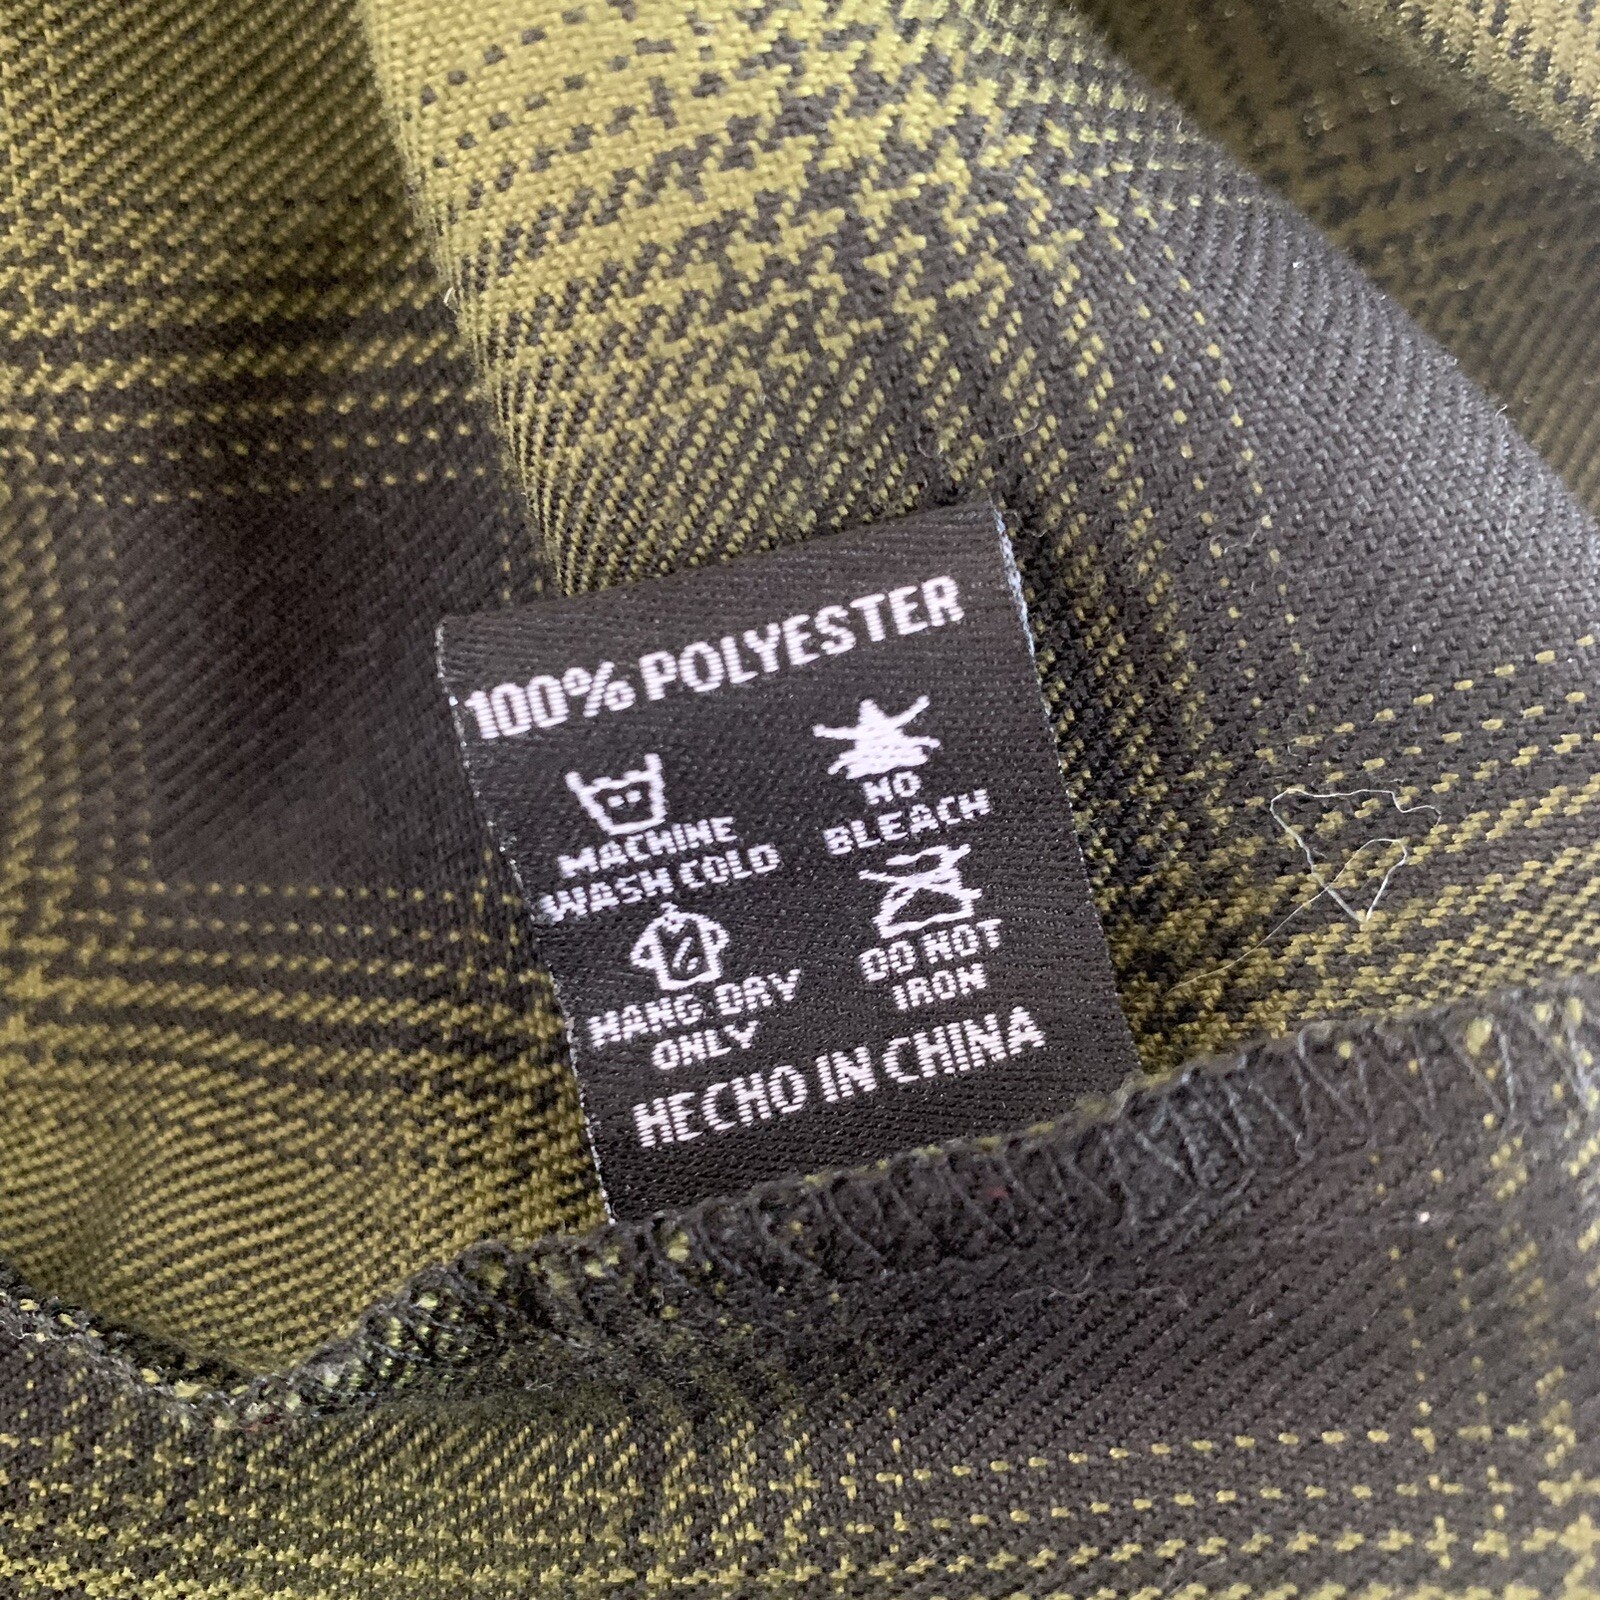 100% POLYESTER
MACHINE
WASH COLD
NO
BLEACH
HANG DRY
ONLY
DO NOT
IRON
HECHO IN CHINA